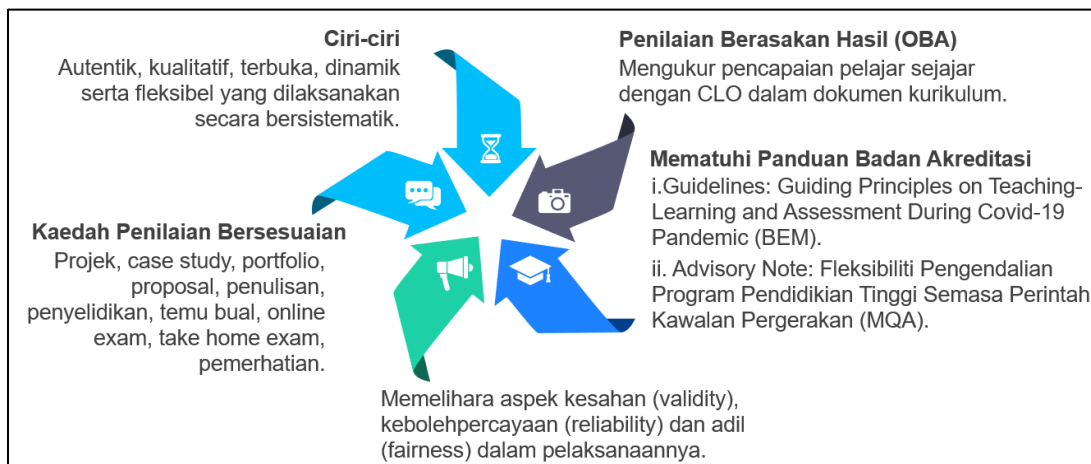 Ciri-ciri
Autentik, kualitatif, terbuka, dinamik
serta fleksibel yang dilaksanakan
secara bersistematik.
Penilaian Berasakan Hasil (OBA)
Mengukur pencapaian pelajar sejajar
dengan CLO dalam dokumen kurikulum.
Mematuhi Panduan Badan Akreditasi
i.Guidelines: Guiding Principles on Teaching-
Learning and Assessment During Covid-19
Pandemic (BEM).
ii. Advisory Note: Fleksibiliti Pengendalian
Program Pendidikian Tinggi Semasa Perintah
Kawalan Pergerakan (MQA).
Kaedah Penilaian Bersesuaian
Projek, case study, portfolio,
proposal, penulisan,
penyelidikan, temu bual, online
exam, take home exam,
pemerhatian.
Memelihara aspek kesahan (validity),
kebolehpercayaan (reliability) dan adil
(fairness) dalam pelaksanaannya.